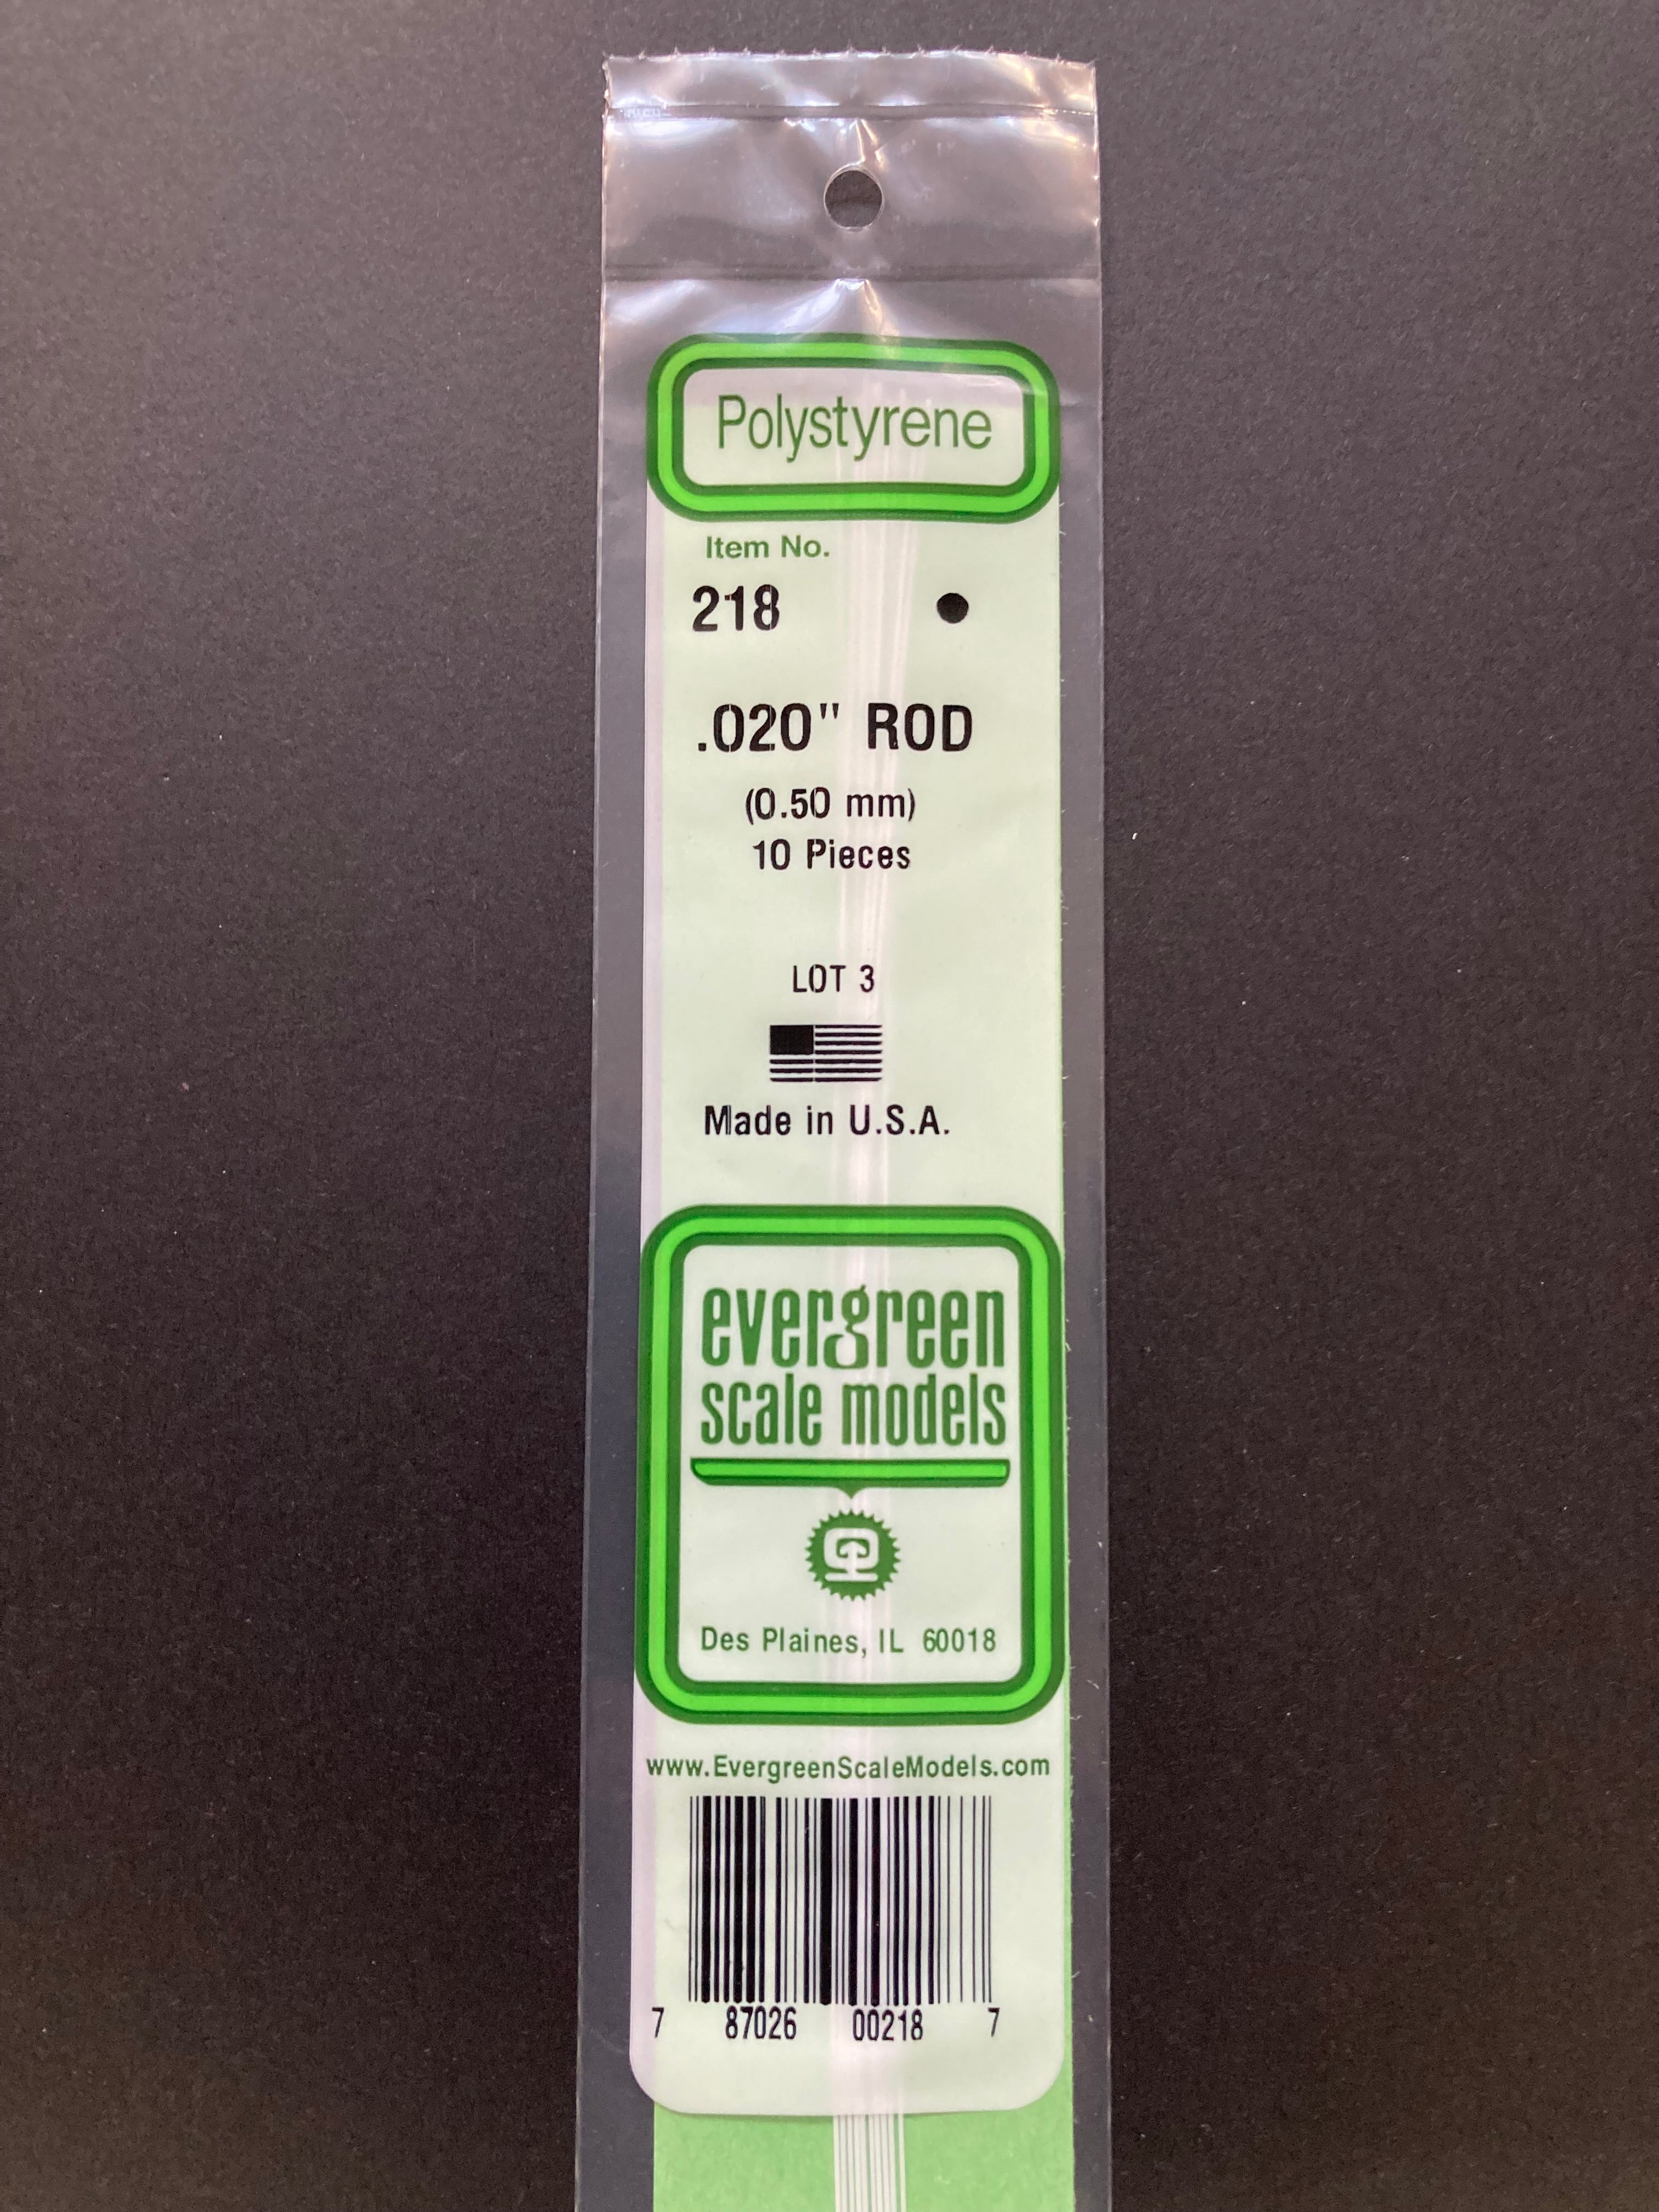 Polystyrene
Item No.
218
.020" ROD
(0.50 mm)
10 Pieces
LOT 3
Made in U.S.A.
evergreen
scale models
Des Plaines, IL 60018
www.EvergreenScaleModels.com
7 87026 00218 7